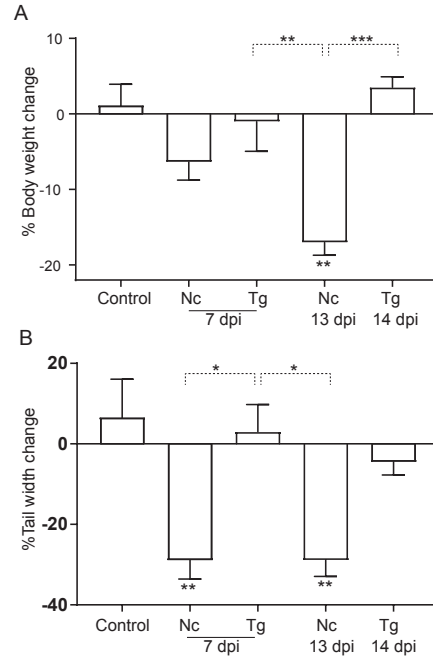 A
** ***
10
0
-10
-20
% Body weight change
**
Control Nc Tg Nc Tg
7 dpi 13 dpi 14 dpi
B
* *
20
0
-20
-40
%Tail width change
** **
Control Nc Tg Nc Tg
7 dpi 13 dpi 14 dpi